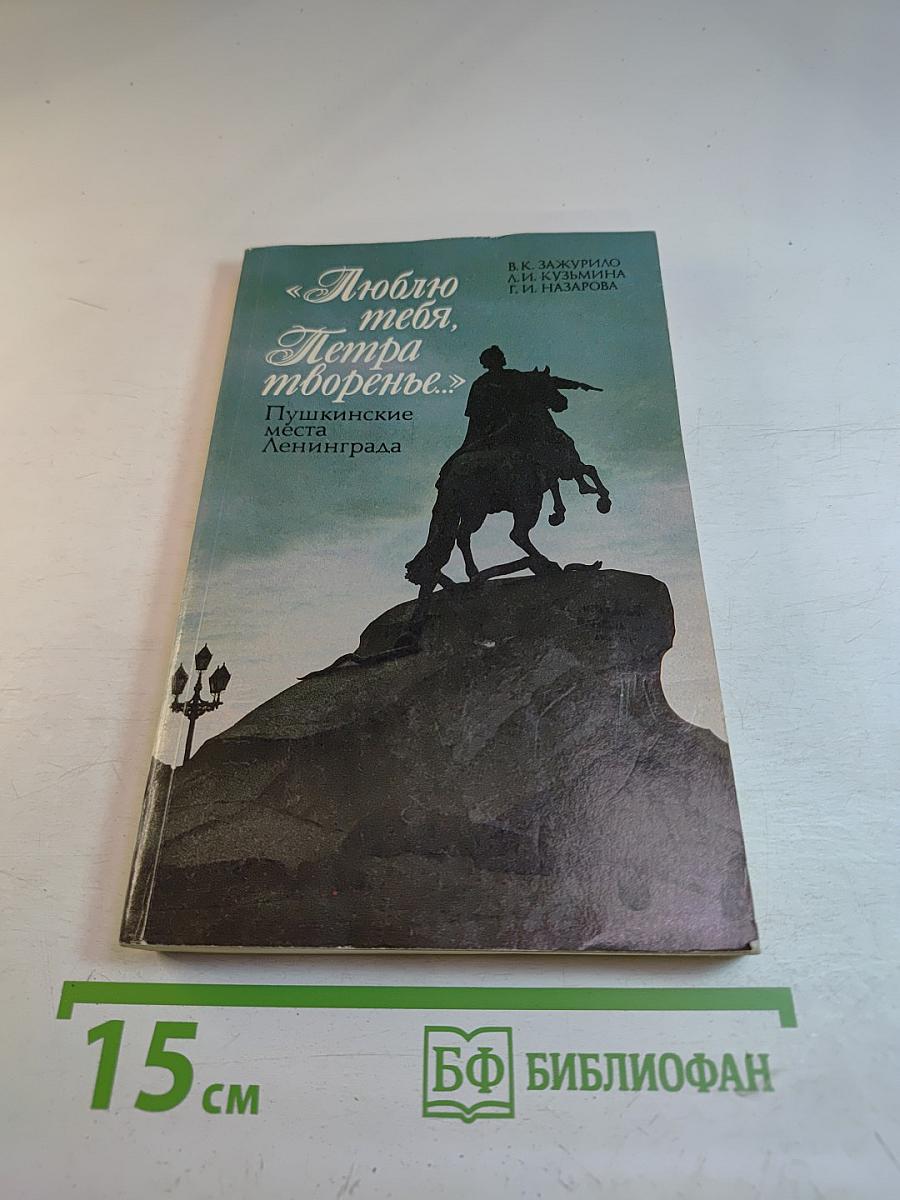 «Люблю
тебя,
Петра
творенье...»
Пушкинские
места
Ленинграда
В. К. ЗАЖУРИЛО
Л. И. КУЗЬМИНА
Г. И. НАЗАРОВА
15 см
БФ БИБЛИОФАН